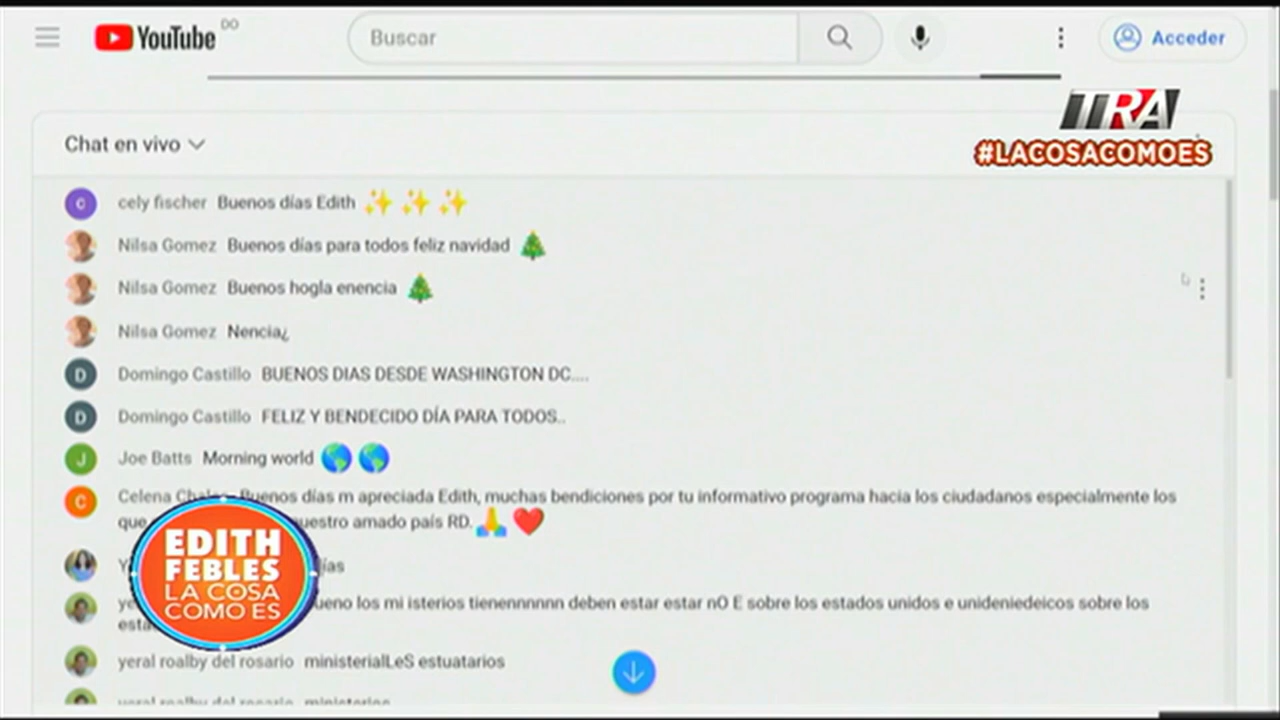 YouTube DO
Buscar
Acceder
TRA
#LACOSACOMOES
Chat en vivo
cely fischer Buenos días Edith
Nilsa Gomez Buenos días para todos feliz navidad
Nilsa Gomez Buenos hogla enencia
Nilsa Gomez Nencia¿
Domingo Castillo BUENOS DIAS DESDE WASHINGTON DC....
Domingo Castillo FELIZ Y BENDECIDO DÍA PARA TODOS..
Joe Batts Morning world
Celena Buenos días m apreciada Edith, muchas bendiciones por tu informativo programa hacia los ciudadanos especialmente los
que amado país RD.
los mi isterios tienennnnnn deben estar estar nO E sobre los estados unidos e unideniedeicos sobre los
yeral roalby del rosario ministerialLeS estuatarios
EDITH
FEBLES
LA COSA
COMO ES